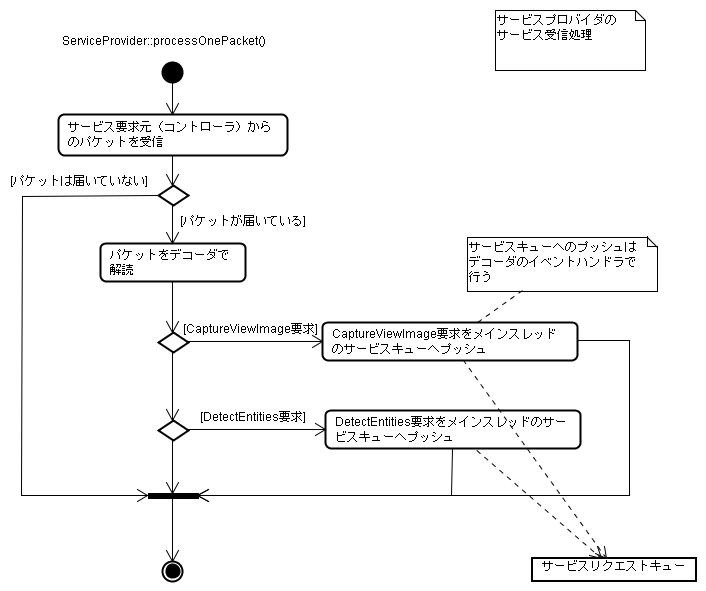 サービスプロバイダの
サービス受信処理
ServiceProvider::processOnePacket()
サービス要求元（コントローラ）から
のパケットを受信
[パケットは届いていない]
[パケットが届いている]
パケットをデコーダで
解読
サービスキューへのプッシュは
デコーダのイベントハンドラで
行う
[CaptureViewImage要求]
CaptureViewImage要求をメインスレッド
のサービスキューへプッシュ
[DetectEntities要求]
DetectEntities要求をメインスレッドのサー
ビスキューへプッシュ
サービスリクエストキュー